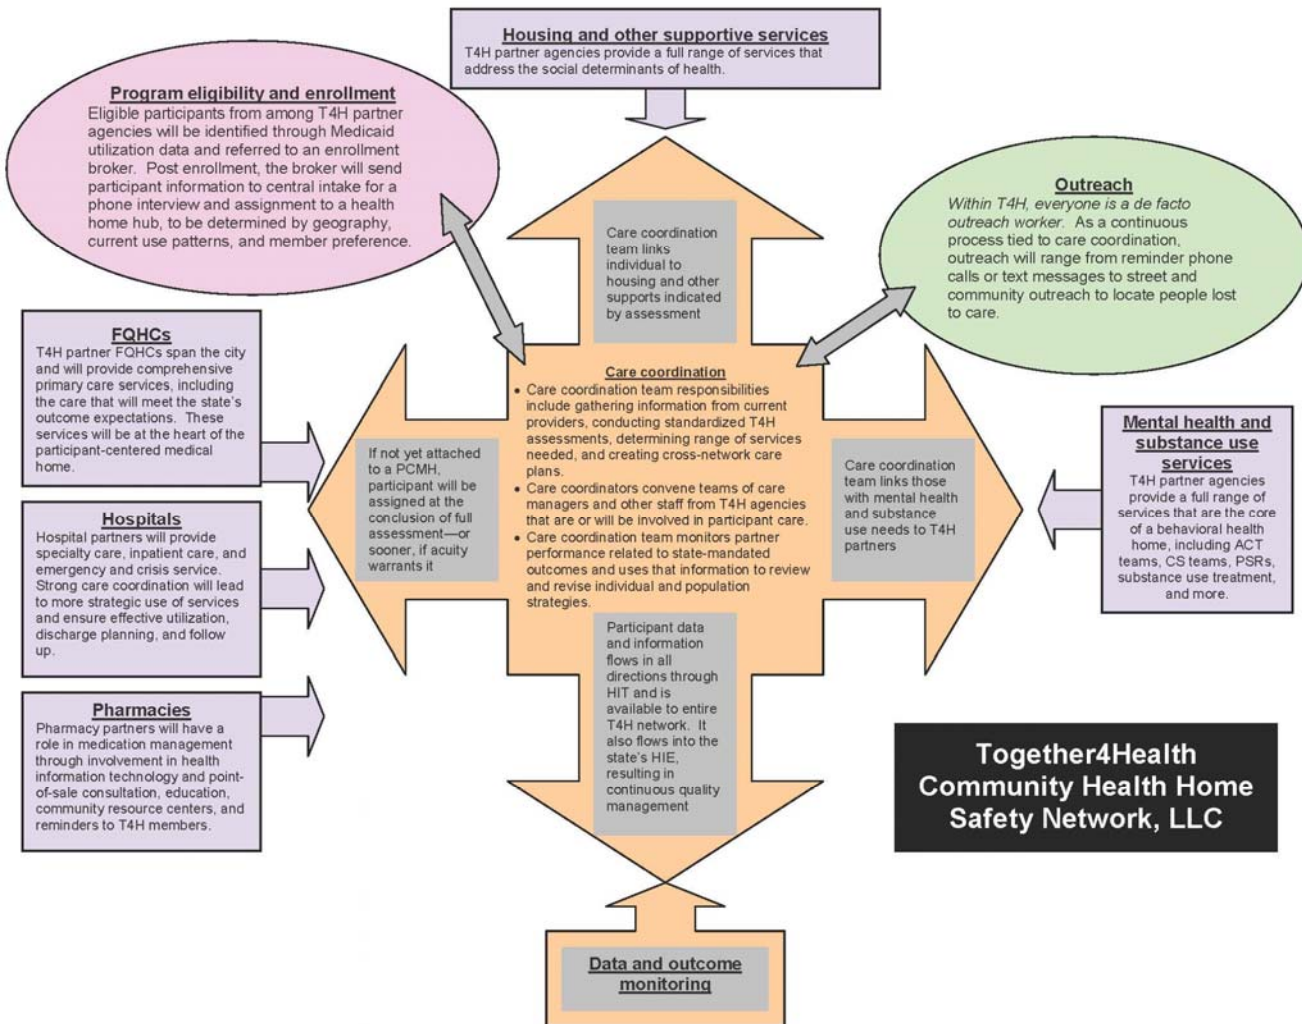 Housing and other supportive services
T4H partner agencies provide a full range of services that
address the social determinants of health.
Program eligibility and enrollment
Eligible participants from among T4H partner
agencies will be identified through Medicaid
utilization data and referred to an enrollment
broker.  Post enrollment, the broker will send
participant information to central intake for a
phone interview and assignment to a health
home hub, to be determined by geography,
current use patterns, and member preference.
Outreach
Within T4H, everyone is a de facto
outreach worker.  As a continuous
process tied to care coordination,
outreach will range from reminder phone
calls or text messages to street and
community outreach to locate people lost
to care.
Care coordination
team links
individual to
housing and other
supports indicated
by assessment
FQHCs
T4H partner FQHCs span the city
and will provide comprehensive
primary care services, including
the care that will meet the state's
outcome expectations.  These
services will be at the heart of the
participant-centered medical
home.
Hospitals
Hospital partners will provide
specialty care, inpatient care, and
emergency and crisis service.
Strong care coordination will lead
to more strategic use of services
and ensure effective utilization,
discharge planning, and follow
up.
Pharmacies
Pharmacy partners will have a
role in medication management
through involvement in health
information technology and point-
of-sale consultation, education,
community resource centers, and
reminders to T4H members.
If not yet attached
to a PCMH,
participant will be
assigned at the
conclusion of full
assessment—or
sooner, if acuity
warrants it
Care coordination
• Care coordination team responsibilities
include gathering information from current
providers, conducting standardized T4H
assessments, determining range of services
needed, and creating cross-network care
plans.
• Care coordinators convene teams of care
managers and other staff from T4H agencies
that are or will be involved in participant care.
• Care coordination team monitors partner
performance related to state-mandated
outcomes and uses that information to review
and revise individual and population
strategies.
Care coordination
team links those
with mental health
and substance
use needs to T4H
partners
Mental health and
substance use
services
T4H partner agencies
provide a full range of
services that are the core
of a behavioral health
home, including ACT
teams, CS teams, PSRs,
substance use treatment,
and more.
Participant data
and information
flows in all
directions through
HIT and is
available to entire
T4H network.  It
also flows into the
state's HIE,
resulting in
continuous quality
management
Together4Health
Community Health Home
Safety Network, LLC
Data and outcome
monitoring